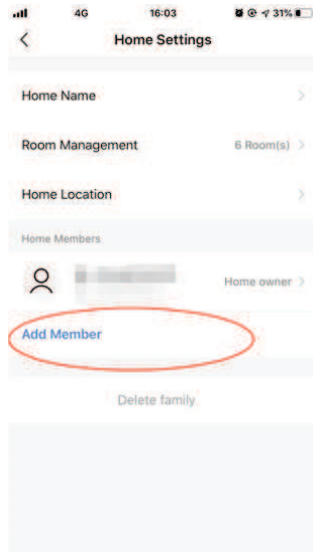 4G 16:03 31%
Home Settings
Home Name
Room Management 6 Room(s)
Home Location
Home Members
Home owner
Add Member
Delete family